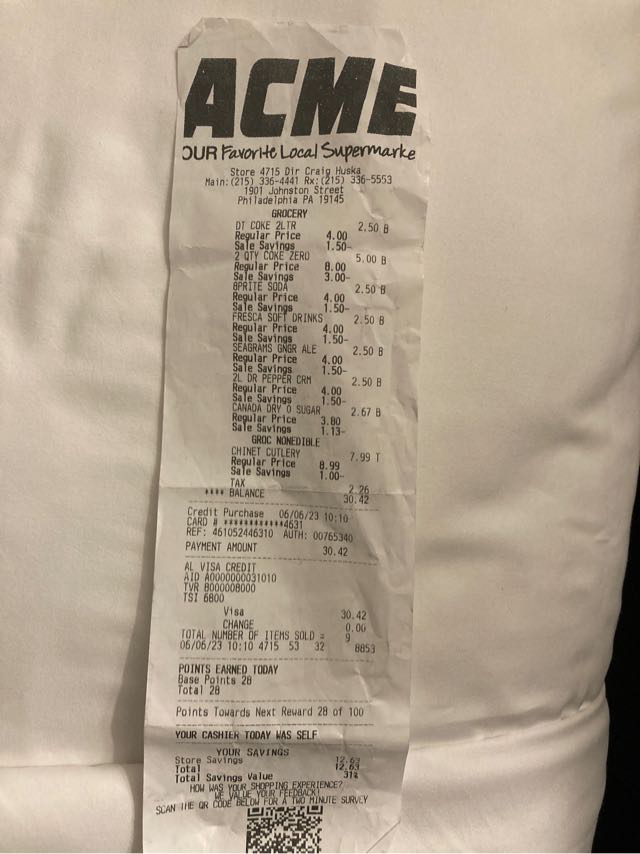 ACME
OUR Favorite Local Supermarke
Store 4715 Dir Craig Huska
Main:(215) 336-4441 Rx:(215) 336-5553
1901 Johnston Street
Philadelphia PA 19145
GROCERY
DT COKE 2LTR 2.50 B
Regular Price 4.00
Sale Savings 1.50-
2 QTY COKE ZERO 5.00 B
Regular Price 8.00
Sale Savings 3.00-
SPRITE SODA 2.50 B
Regular Price 4.00
Sale Savings 1.50-
FRESCA SOFT DRINKS 2.50 B
Regular Price 4.00
Sale Savings 1.50-
SEAGRAMS GNGR ALE 2.50 B
Regular Price 4.00
Sale Savings 1.50-
2L DR PEPPER CRM 2.50 B
Regular Price 4.00
Sale Savings 1.50-
CANADA DRY 0 SUGAR 2.67 B
Regular Price 3.80
Sale Savings 1.13-
GROC NONEDIBLE
CHINET CUTLERY 7.99 T
Regular Price 8.99
Sale Savings 1.00-
TAX 2.26
**** BALANCE 30.42
Credit Purchase 06/06/23 10:10
CARD # ************4631
REF: 461052446310 AUTH: 00765340
PAYMENT AMOUNT 30.42
AL VISA CREDIT
AID A0000000031010
TVR 8000008000
TSI 6800
Visa 30.42
CHANGE 0.00
TOTAL NUMBER OF ITEMS SOLD = 9
06/06/23 10:10 4715 53 32 8853
POINTS EARNED TODAY
Base Points 28
Total 28
Points Towards Next Reward 28 of 100
YOUR CASHIER TODAY WAS SELF
YOUR SAVINGS
Store Savings 12.63
Total 12.63
Total Savings Value 31%
HOW WAS YOUR SHOPPING EXPERIENCE?
WE VALUE YOUR FEEDBACK!
SCAN THE QR CODE BELOW FOR A TWO MINUTE SURVEY